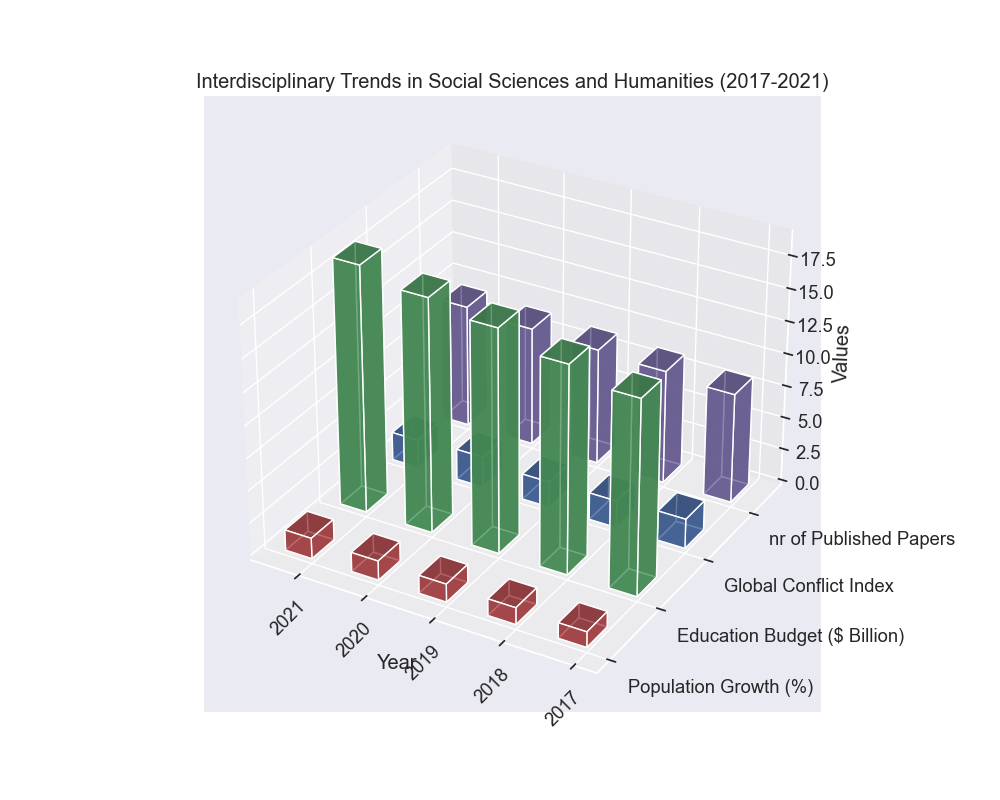 Interdisciplinary Trends in Social Sciences and Humanities (2017-2021)
17.5
15.0
12.5
10.0
7.5
5.0
2.5
0.0
Values
nr of Published Papers
Global Conflict Index
Education Budget ($ Billion)
Population Growth (%)
2021
2020
2019
2018
2017
Year